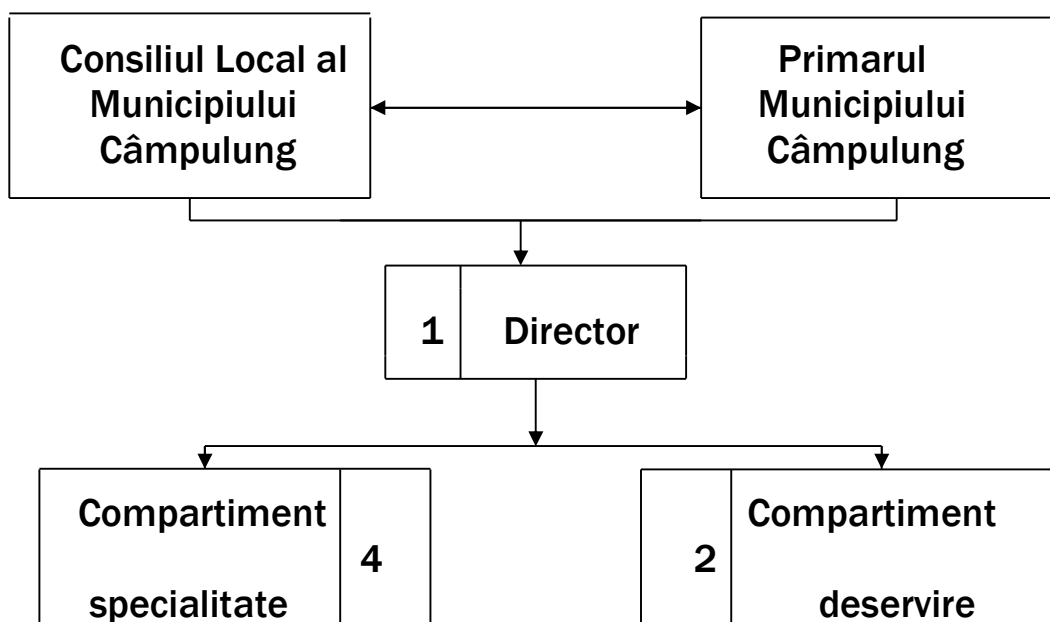 Consiliul Local al
Municipiului
Câmpulung
Primarul
Municipiului
Câmpulung
1
Director
Compartiment
specialitate
4
2
Compartiment
deservire